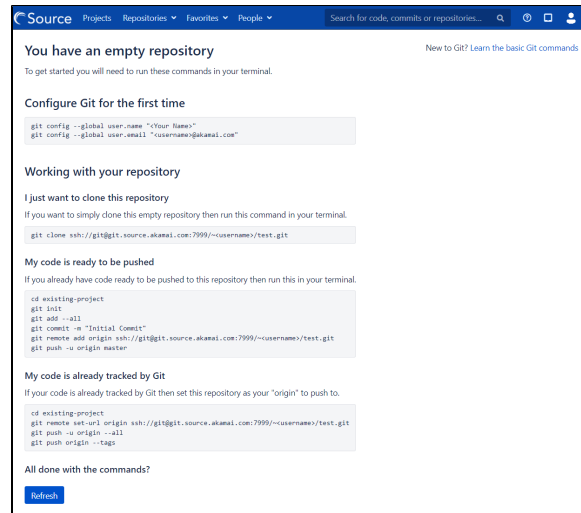 Source Projects Repositories Favorites People Search for code, commits or repositories...
You have an empty repository
New to Git? Learn the basic Git commands
To get started you will need to run these commands in your terminal.
Configure Git for the first time
git config --global user.name "<Your Name>"
git config --global user.email "<username>@akamai.com"
Working with your repository
I just want to clone this repository
If you want to simply clone this empty repository then run this command in your terminal.
git clone ssh://git@git.source.akamai.com:7999/~<username>/test.git
My code is ready to be pushed
If you already have code ready to be pushed to this repository then run this in your terminal.
cd existing-project
git init
git add --all
git commit -m "Initial Commit"
git remote add origin ssh://git@git.source.akamai.com:7999/~<username>/test.git
git push -u origin master
My code is already tracked by Git
If your code is already tracked by Git then set this repository as your "origin" to push to.
cd existing-project
git remote set-url origin ssh://git@git.source.akamai.com:7999/~<username>/test.git
git push -u origin --all
git push origin --tags
All done with the commands?
Refresh